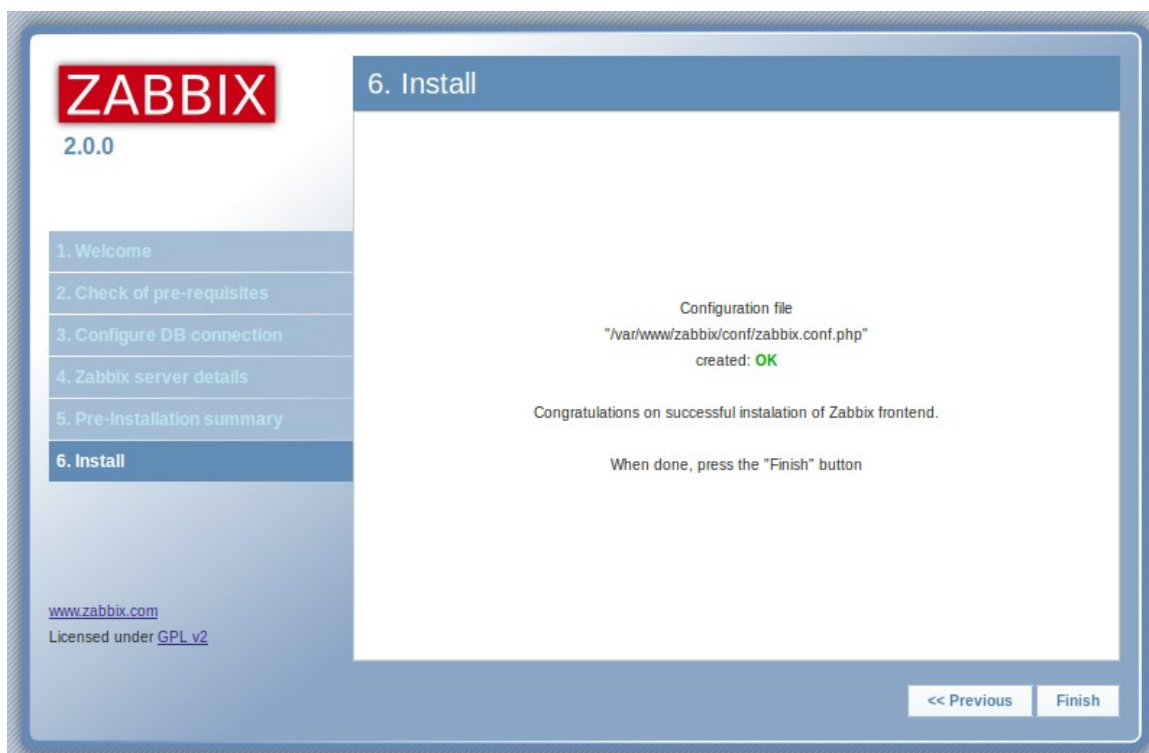 ZABBIX
2.0.0
1. Welcome
2. Check of pre-requisites
3. Configure DB connection
4. Zabbix server details
5. Pre-Installation summary
6. Install
www.zabbix.com
Licensed under GPL v2
6. Install
Configuration file
"/var/www/zabbix/conf/zabbix.conf.php"
created: OK
Congratulations on successful instalation of Zabbix frontend.
When done, press the "Finish" button
<< Previous
Finish